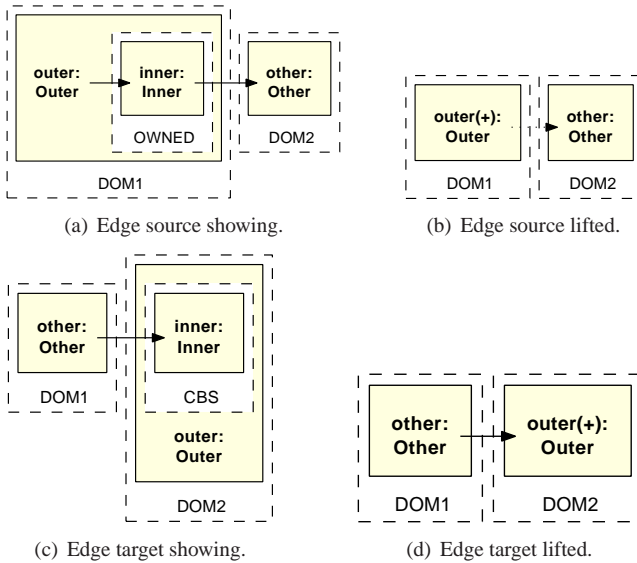 outer:
Outer
inner:
Inner
OWNED
DOM1
other:
Other
DOM2
(a) Edge source showing.
outer(+):
Outer
DOM1
other:
Other
DOM2
(b) Edge source lifted.
other:
Other
DOM1
inner:
Inner
CBS
outer:
Outer
DOM2
(c) Edge target showing.
other:
Other
DOM1
outer(+):
Outer
DOM2
(d) Edge target lifted.